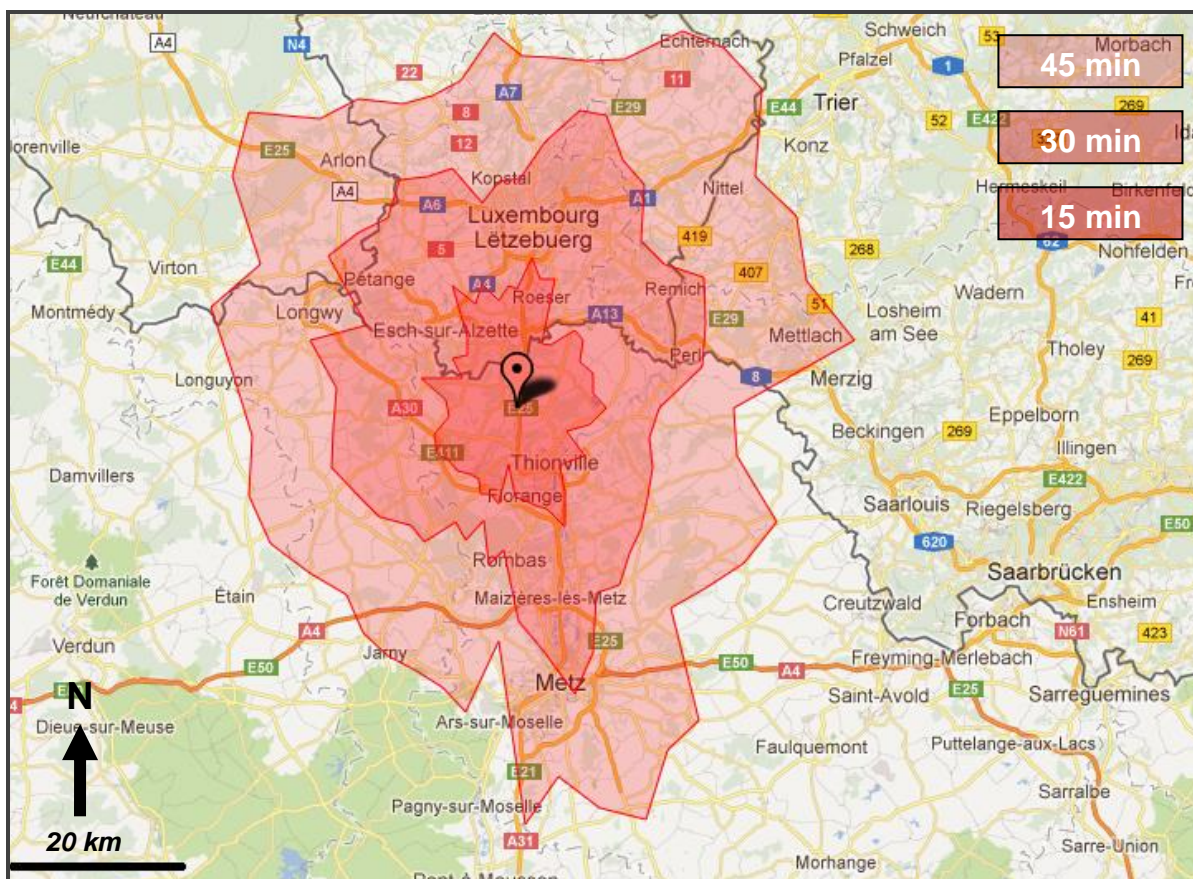 Neufchateau
A4
N4
Echternach
Schweich
53
Morbach
Pfalzel
1
45 min
22
11
A7
E44
Trier
269
8
E29
52
E422
orenville
E25
12
Konz
30 min
Arlon
A4
Kopstal
A6
A1
Nittel
Hermeskeil
Birkenfeld
Luxembourg
Lëtzebuerg
419
15 min
5
62
E44
Virton
268
Nohfelden
Pétange
A4
407
Roeser
Remich
Wadern
Montmédy
Longwy
A13
51
Losheim
am See
41
Esch-sur-Alzette
E29
Mettlach
Perl
Tholey
269
Longuyon
8
Merzig
A30
E25
Eppelborn
Beckingen
269
Illingen
E411
Thionville
Damvillers
E422
Florange
Saarlouis
Riegelsberg
E50
620
Rombas
Forêt Domaniale
de Verdun
Saarbrücken
Étain
Maizières-lès-Metz
Creutzwald
Ensheim
Forbach
A4
N61
423
E25
Verdun
Jarny
E50
E50
A4
Freyming-Merlebach
N
Metz
E25
Saint-Avold
Sarreguemines
Dieue-sur-Meuse
Ars-sur-Moselle
Faulquemont
Puttelange-aux-Lacs
E21
Pagny-sur-Moselle
Sarralbe
20 km
A31
Sarre-Union
Morhange
Pont-à-Mousson